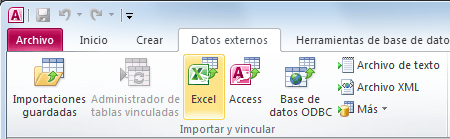 Archivo Inicio Crear Datos externos Herramientas de base de dato
Importaciones guardadas
Administrador de tablas vinculadas
Excel
Access
Base de datos ODBC
Archivo de texto
Archivo XML
Más
Importar y vincular